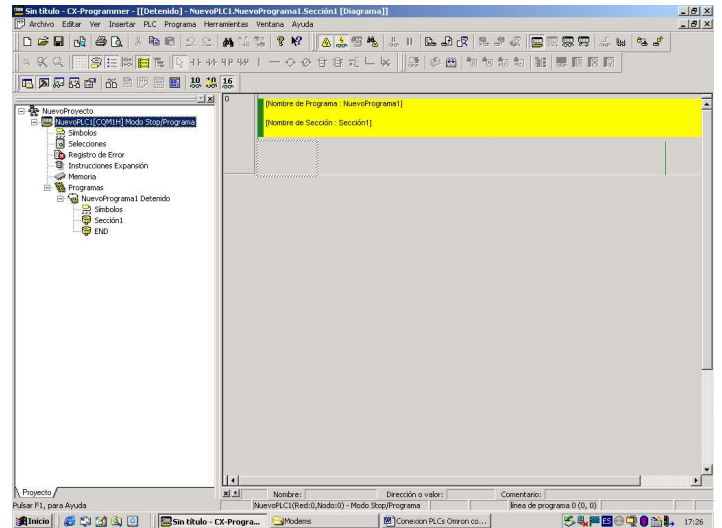 Sin título - CX-Programmer - [[Detenido] - NuevoPLC1.NuevoPrograma1.Sección1 [Diagrama]]
Archivo Editar Ver Insertar PLC Programa Herramientas Ventana Ayuda
10 10 16
NuevoProyecto
NuevoPLC1[CQM1H] Modo Stop/Programa
Símbolos
Selecciones
Registro de Error
Instrucciones Expansión
Memoria
Programas
NuevoPrograma1 Detenido
Símbolos
Sección1
END
Proyecto
0
[Nombre de Programa : NuevoPrograma1]
[Nombre de Sección : Sección1]
Nombre: Dirección o valor: Comentario:
Pulsar F1, para Ayuda NuevoPLC1(Red:0,Nodo:0) - Modo Stop/Programa línea de programa 0 (0, 0)
Inicio Sin título - CX-Progra... Modems Conexion PLCs Omron co... ES 17:26